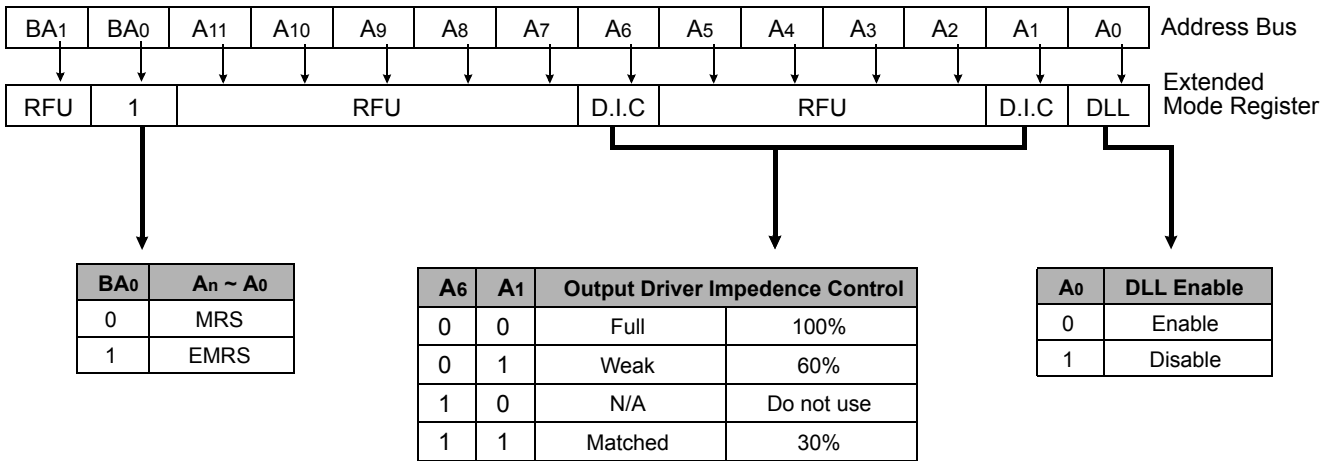 BA1 BA0 A11 A10 A9 A8 A7 A6 A5 A4 A3 A2 A1 A0 Address Bus
RFU 1 RFU D.I.C RFU D.I.C DLL Extended Mode Register
BA0 An ~ A0
0 MRS
1 EMRS
A6 A1 Output Driver Impedence Control
0 0 Full 100%
0 1 Weak 60%
1 0 N/A Do not use
1 1 Matched 30%
A0 DLL Enable
0 Enable
1 Disable